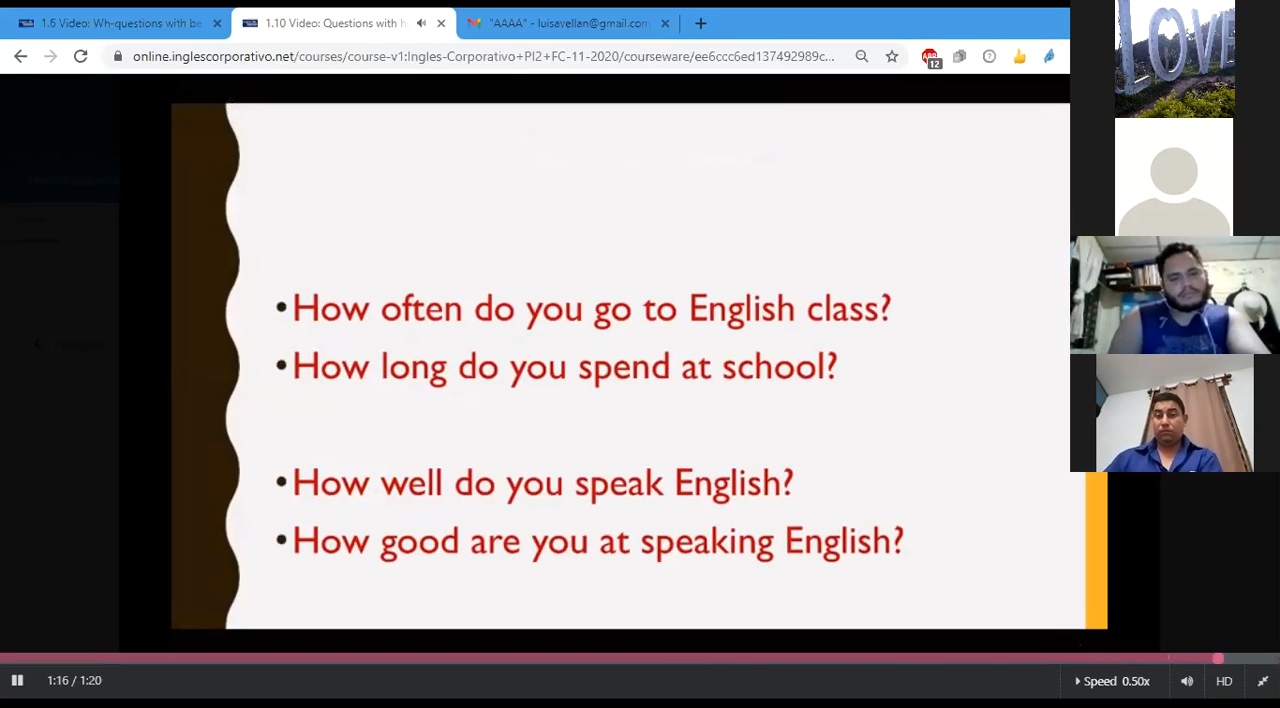 1.6 Video: Wh-questions with be
1.10 Video: Questions with h
"AAAA" - luisavellan@gmail.com
online.inglescorporativo.net/courses/course-v1:Ingles-Corporativo+PI2+FC-11-2020/courseware/ee6ccc6ed137492989c...
ABP
12
LOVE
•How often do you go to English class?
•How long do you spend at school?
•How well do you speak English?
•How good are you at speaking English?
1:16 / 1:20
Speed 0.50x
HD